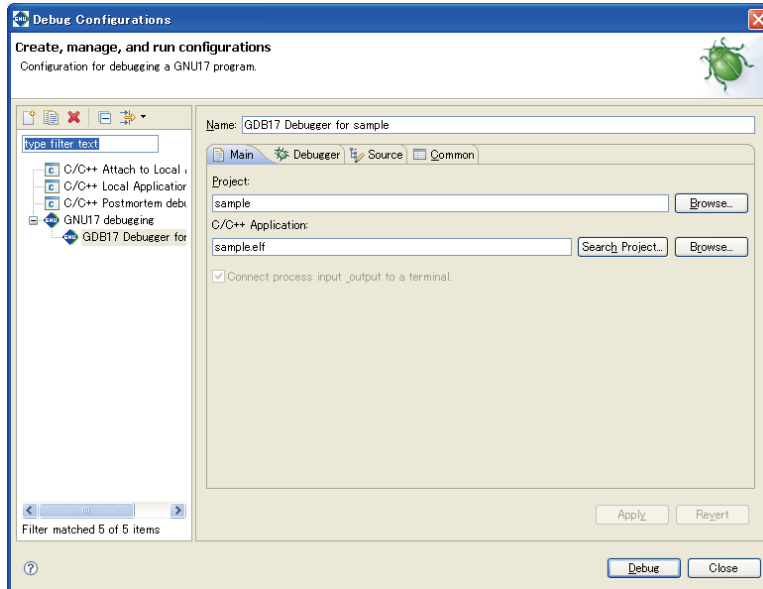 Debug Configurations
Create, manage, and run configurations
Configuration for debugging a GNU17 program.
type filter text
C/C++ Attach to Local
C/C++ Local Application
C/C++ Postmortem debu
GNU17 debugging
GDB17 Debugger for
Filter matched 5 of 5 items
Name: GDB17 Debugger for sample
Main Debugger Source Common
Project:
sample Browse...
C/C++ Application:
sample.elf Search Project... Browse...
Connect process input _output to a terminal.
Apply Revert
Debug Close